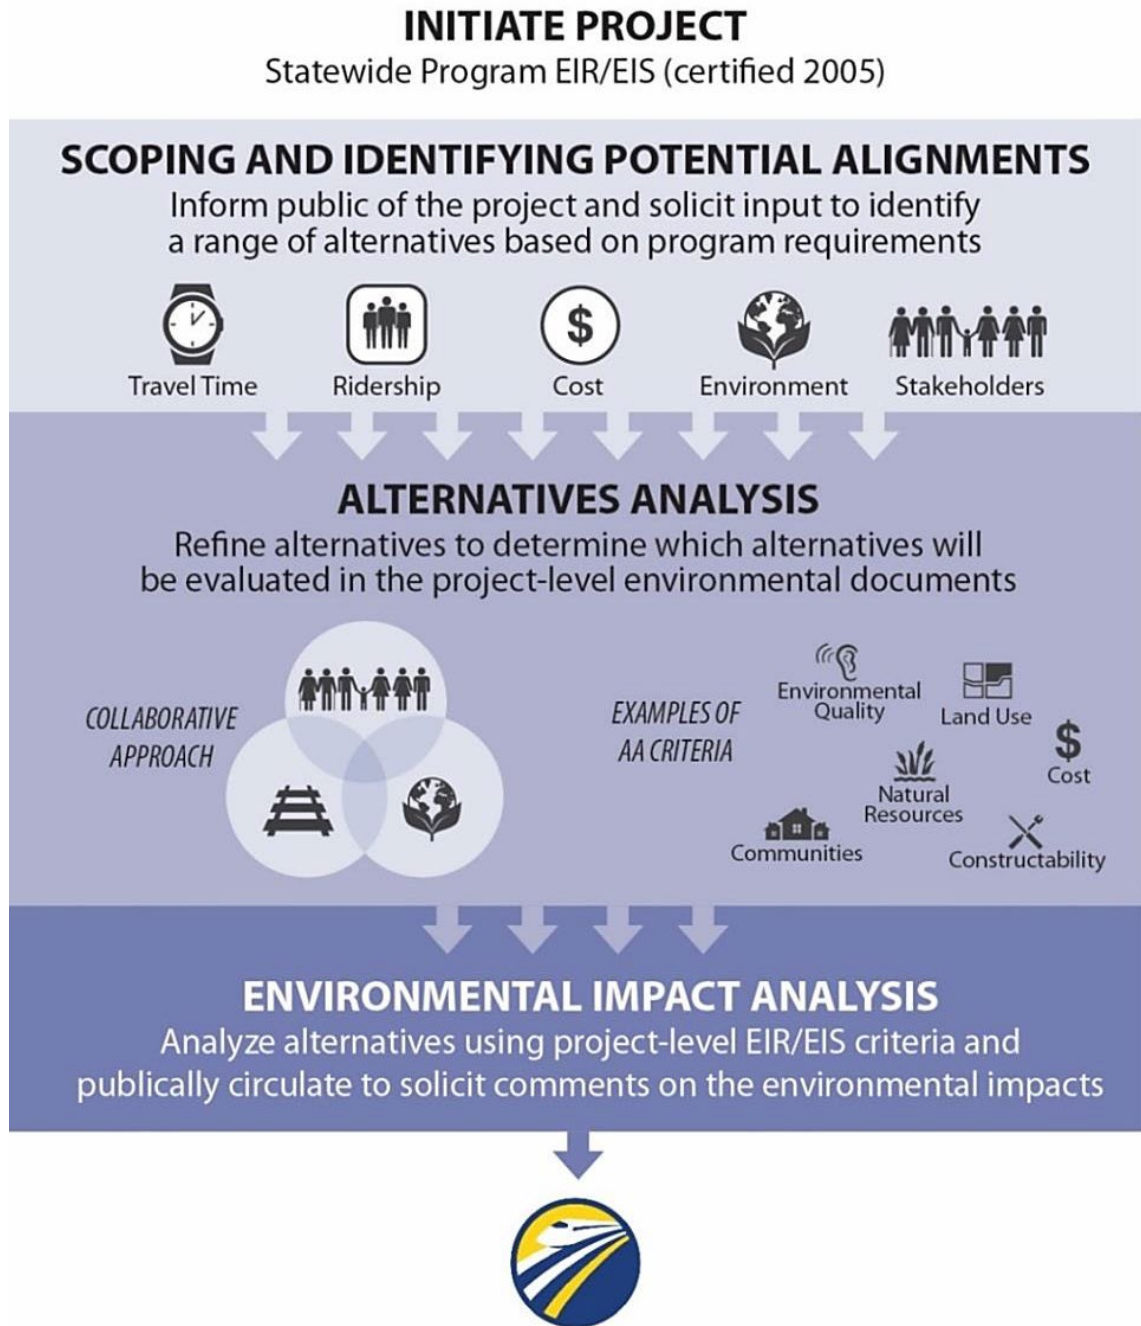 INITIATE PROJECT
Statewide Program EIR/EIS (certified 2005)
SCOPING AND IDENTIFYING POTENTIAL ALIGNMENTS
Inform public of the project and solicit input to identify
a range of alternatives based on program requirements
$
Travel Time
Ridership
Cost
Environment
Stakeholders
ALTERNATIVES ANALYSIS
Refine alternatives to determine which alternatives will
be evaluated in the project-level environmental documents
COLLABORATIVE
APPROACH
EXAMPLES OF
AA CRITERIA
Environmental
Quality
Land Use
$
Cost
Natural
Resources
Communities
Constructability
ENVIRONMENTAL IMPACT ANALYSIS
Analyze alternatives using project-level EIR/EIS criteria and
publically circulate to solicit comments on the environmental impacts